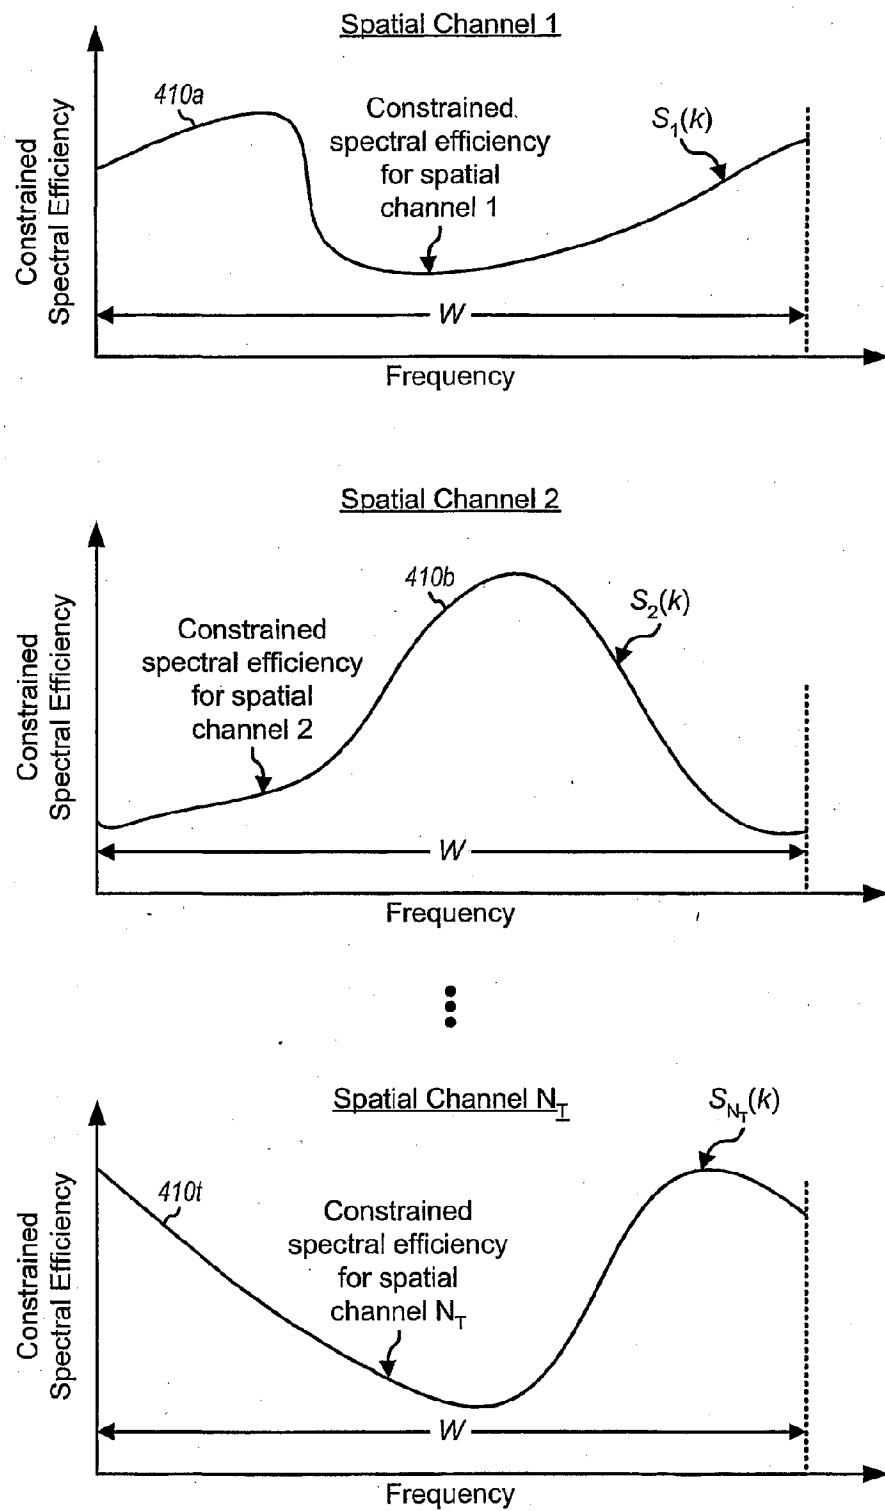 Spatial Channel 1
410a
Constrained
spectral efficiency
for spatial
channel 1
S1(k)
Constrained
Spectral Efficiency
W
Frequency
Spatial Channel 2
410b
S2(k)
Constrained
spectral efficiency
for spatial
channel 2
Constrained
Spectral Efficiency
W
Frequency
Spatial Channel NT
SNT(k)
410t
Constrained
spectral efficiency
for spatial
channel NT
Constrained
Spectral Efficiency
W
Frequency